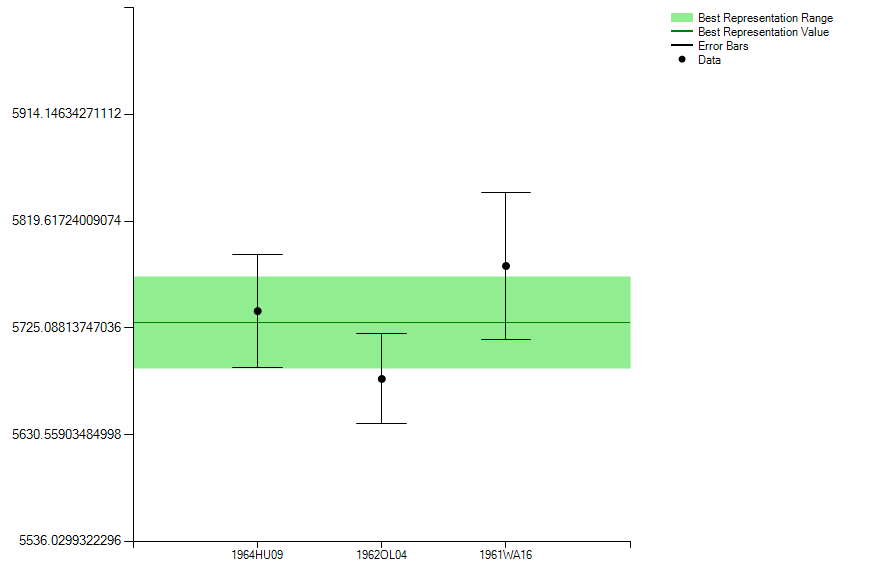 Best Representation Range
Best Representation Value
Error Bars
Data
5914.14634271112
5819.61724009074
5725.08813747036
5630.55903484998
5536.0299322296
1964HU09
1962OL04
1961WA16